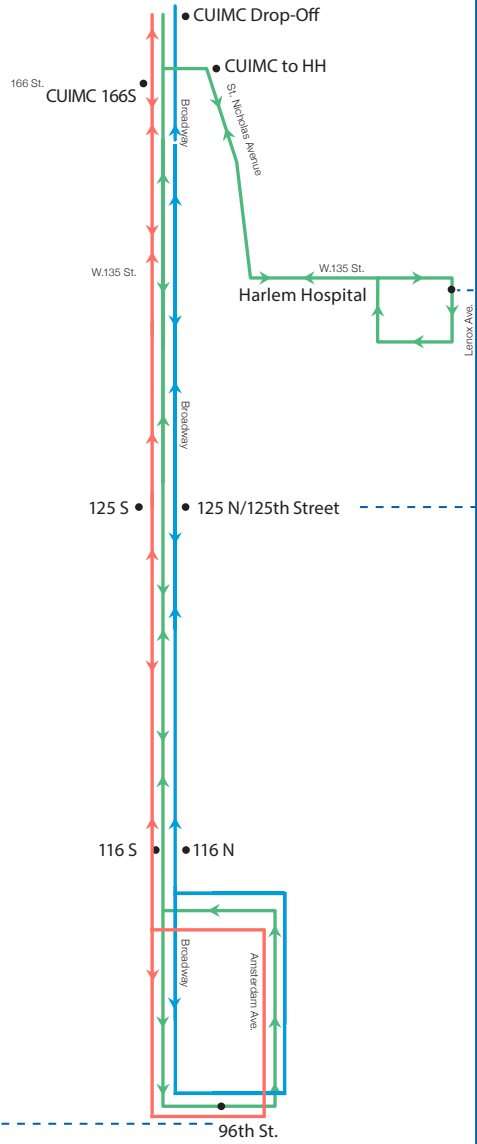 CUIMC Drop-Off
CUIMC to HH
166 St.
CUIMC 166S
Broadway
St. Nicholas Avenue
W.135 St.
W.135 St.
Harlem Hospital
Lenox Ave.
Broadway
125 S
125 N/125th Street
116 S
116 N
Broadway
Amsterdam Ave.
96th St.